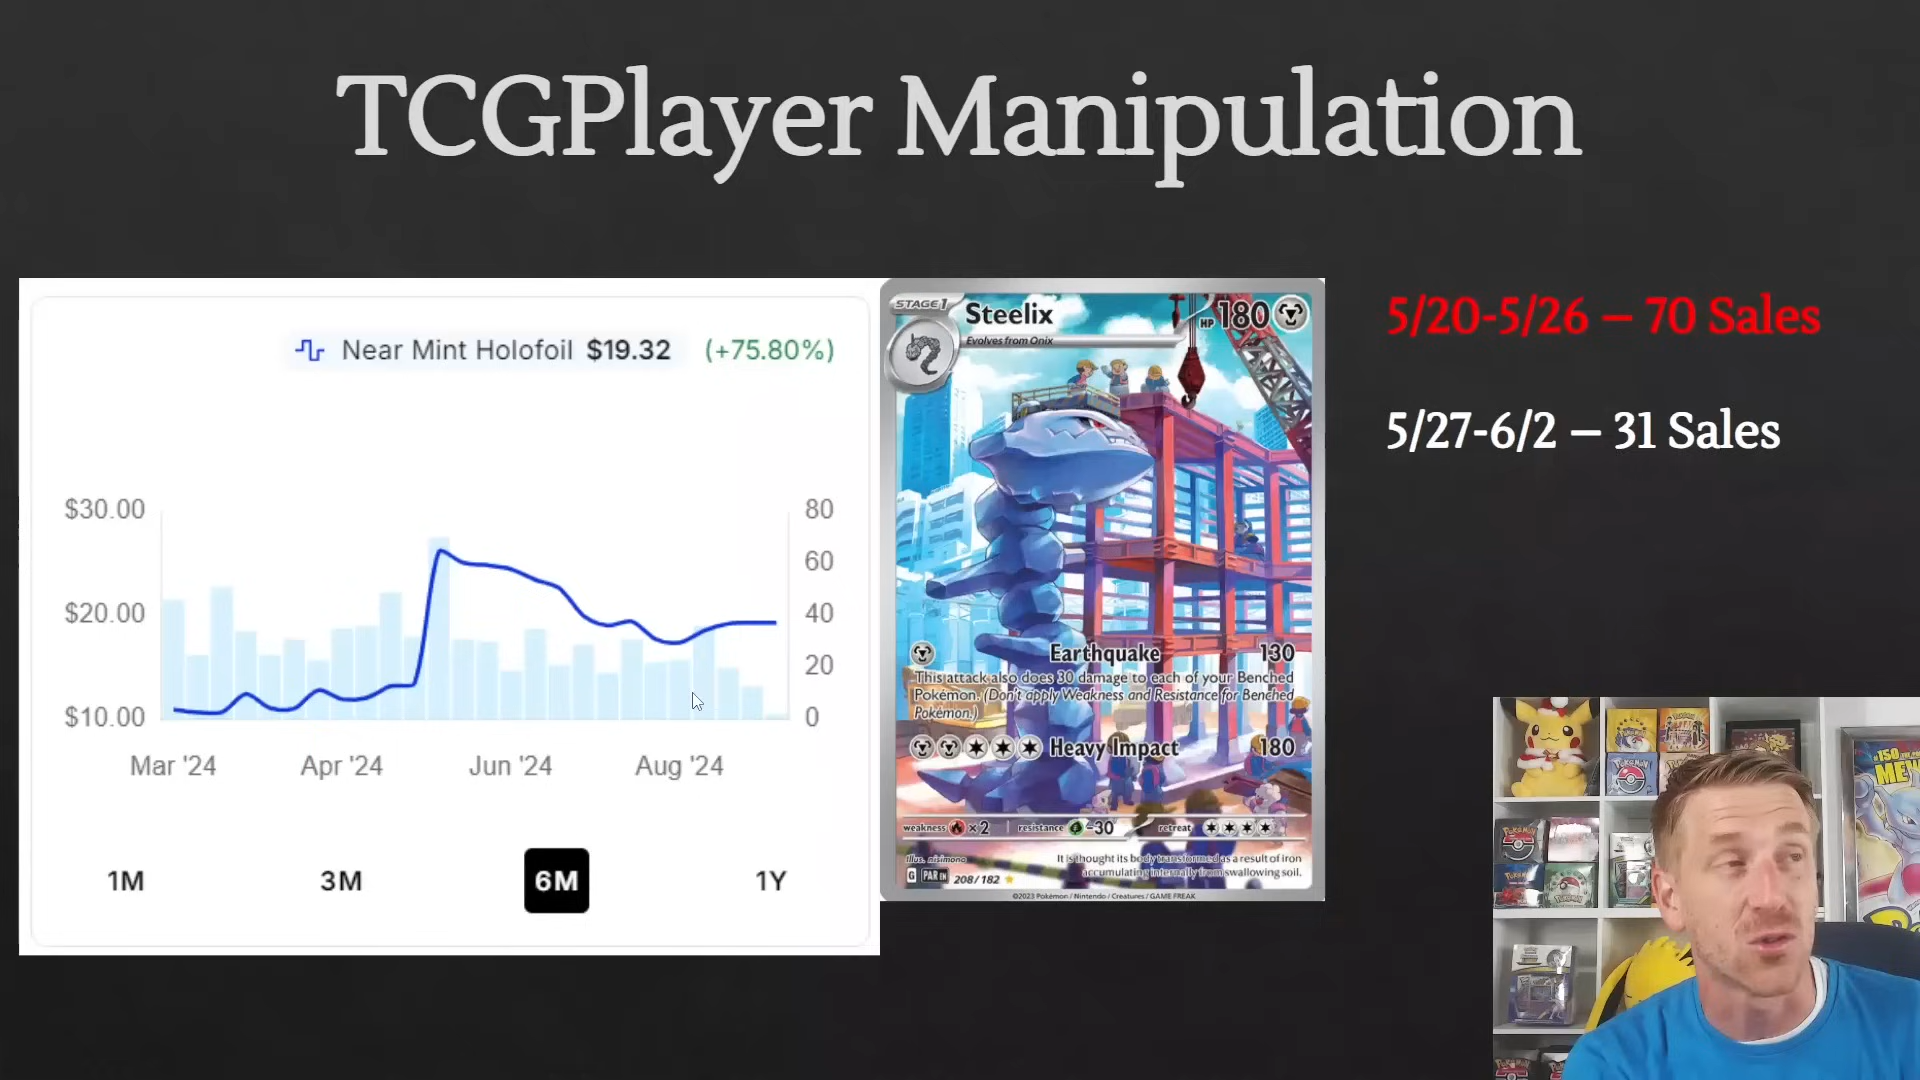 TCGPlayer Manipulation
Near Mint Holofoil $19.32 (+75.80%)
$30.00
$20.00
$10.00
80
60
40
20
0
Mar '24 Apr '24 Jun '24 Aug '24
1M 3M 6M 1Y
STAGE 1
Steelix
HP 180
Evolves from Onix
Earthquake 130
This attack also does 30 damage to each of your Benched
Pokémon. (Don't apply Weakness and Resistance for Benched
Pokémon.)
Heavy Impact 180
weakness ×2 resistance -30 retreat
Illus. nisimono
It is thought its body transformed as a result of iron
accumulating internally from swallowing soil.
G PAR EN 208/182
©2023 Pokémon / Nintendo / Creatures / GAME FREAK
5/20-5/26 – 70 Sales
5/27-6/2 – 31 Sales
#150